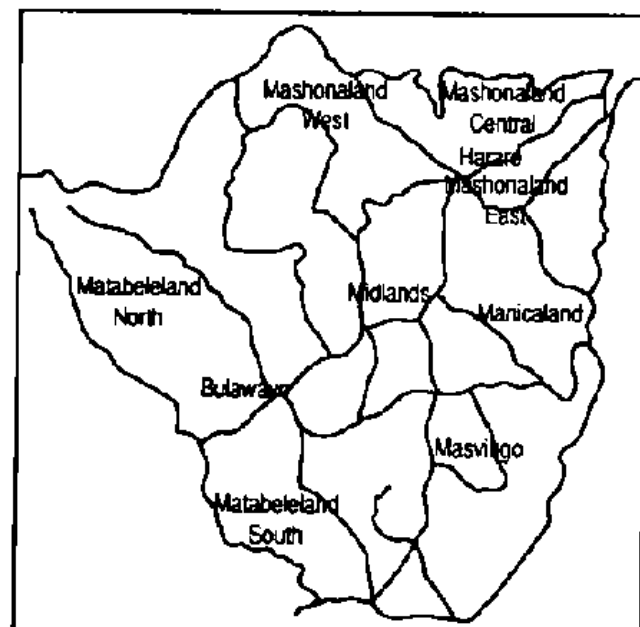 Mashonaland
West
Mashonaland
Central
Harare
Mashonaland
East
Matabeleland
North
Midlands
Manicaland
Bulawayo
Masvingo
Matabeleland
South